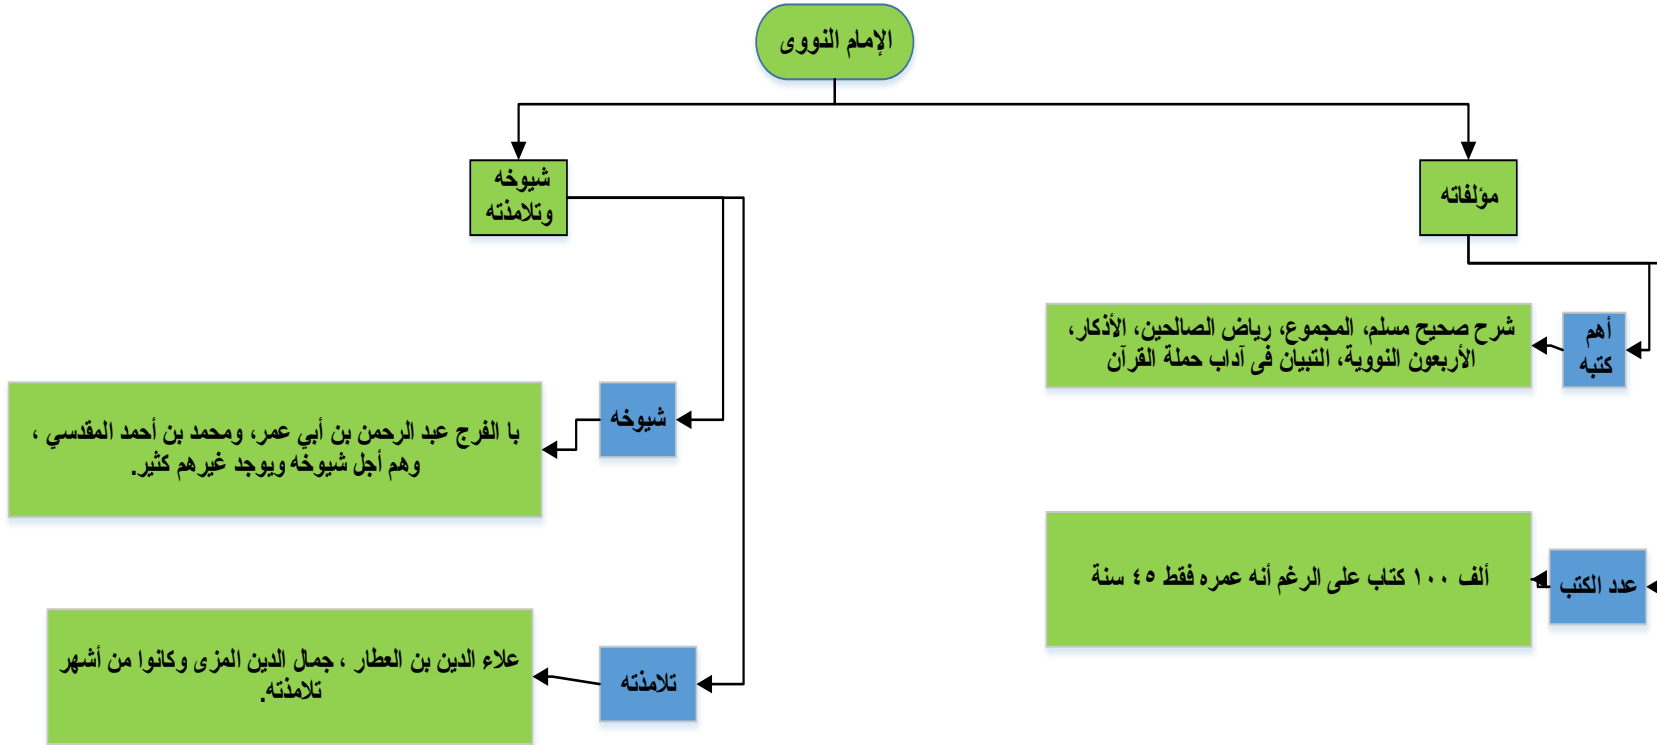 الإمام النووى
مؤلفاته
أهم
كتبه
شرح صحيح مسلم، المجموع، رياض الصالحين، الأذكار،
الأربعون النووية، التبيان فى آداب حملة القرآن
عدد الكتب
ألف ١٠٠ كتاب على الرغم أنه عمره فقط ٤٥ سنة
شيوخه
وتلامذته
شيوخه
با الفرج عبد الرحمن بن أبي عمر، ومحمد بن أحمد المقدسي ،
وهم أجل شيوخه ويوجد غيرهم كثير.
تلامذته
علاء الدين بن العطار ، جمال الدين المزى وكانوا من أشهر
تلامذته.